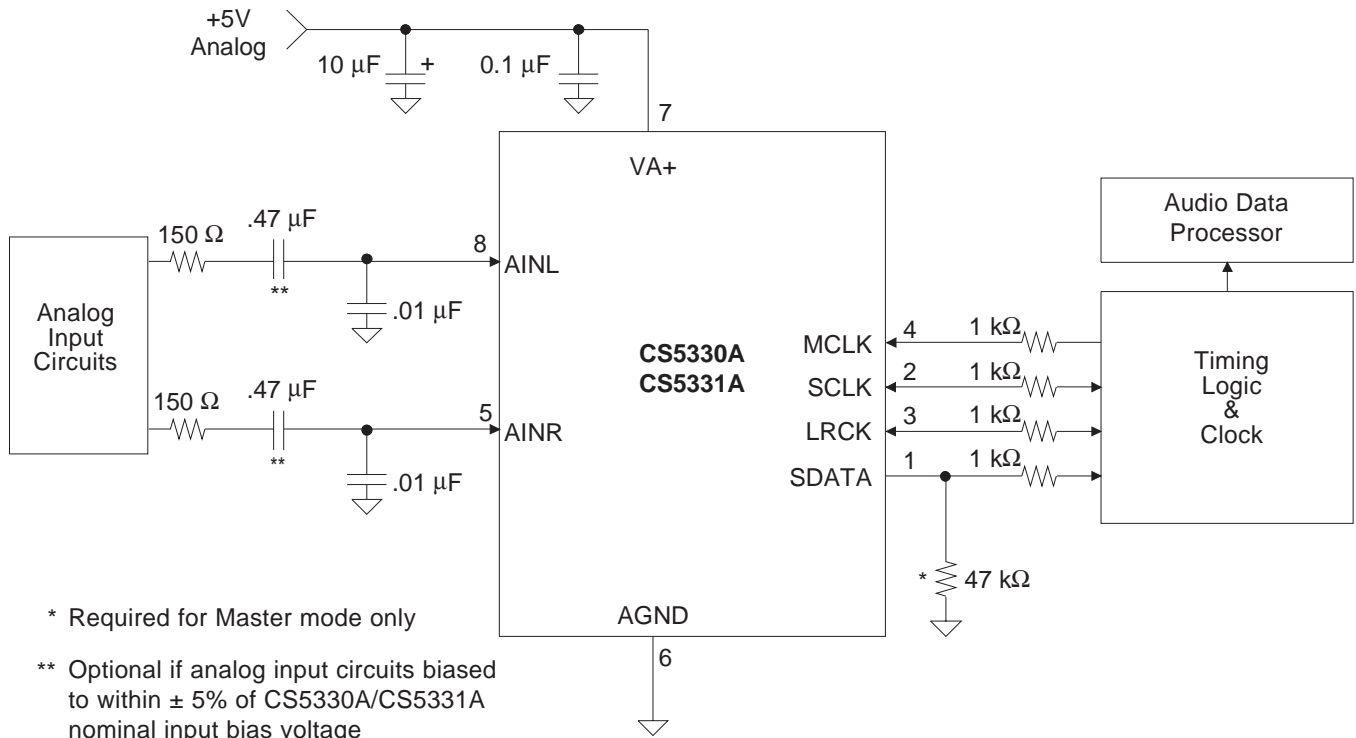 +5V
Analog
10 µF
+
0.1 µF
7
VA+
150 Ω
.47 µF
**
8
AINL
.01 µF
Analog
Input
Circuits
150 Ω
.47 µF
**
5
AINR
.01 µF
CS5330A
CS5331A
MCLK
4
1 kΩ
SCLK
2
1 kΩ
LRCK
3
1 kΩ
SDATA
1
1 kΩ
Audio Data
Processor
Timing
Logic
&
Clock
* 47 kΩ
AGND
6
* Required for Master mode only
** Optional if analog input circuits biased
to within ± 5% of CS5330A/CS5331A
nominal input bias voltage